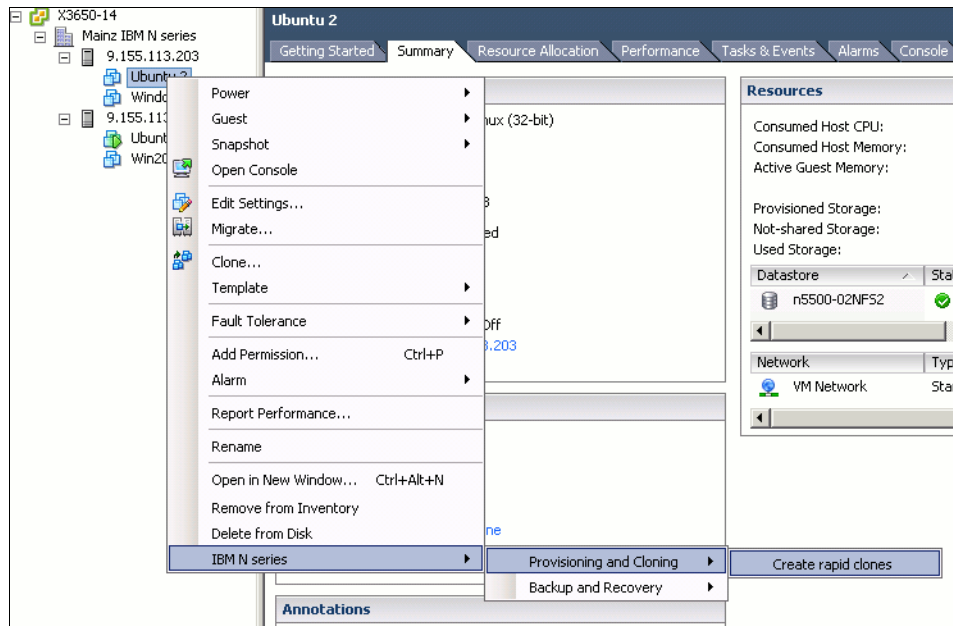 X3650-14
Mainz IBM N series
9.155.113.203
Ubuntu 2
Windo
9.155.113
Ubunt
Win20
Ubuntu 2
Getting Started
Summary
Resource Allocation
Performance
Tasks & Events
Alarms
Console
Power
Guest
Snapshot
Open Console
Edit Settings...
Migrate...
Clone...
Template
Fault Tolerance
Add Permission... Ctrl+P
Alarm
Report Performance...
Rename
Open in New Window... Ctrl+Alt+N
Remove from Inventory
Delete from Disk
IBM N series
Provisioning and Cloning
Backup and Recovery
Create rapid clones
nux (32-bit)
8
ed
Off
3.203
ne
Annotations
Resources
Consumed Host CPU:
Consumed Host Memory:
Active Guest Memory:
Provisioned Storage:
Not-shared Storage:
Used Storage:
Datastore Sta
n5500-02NFS2
Network Typ
VM Network Sta